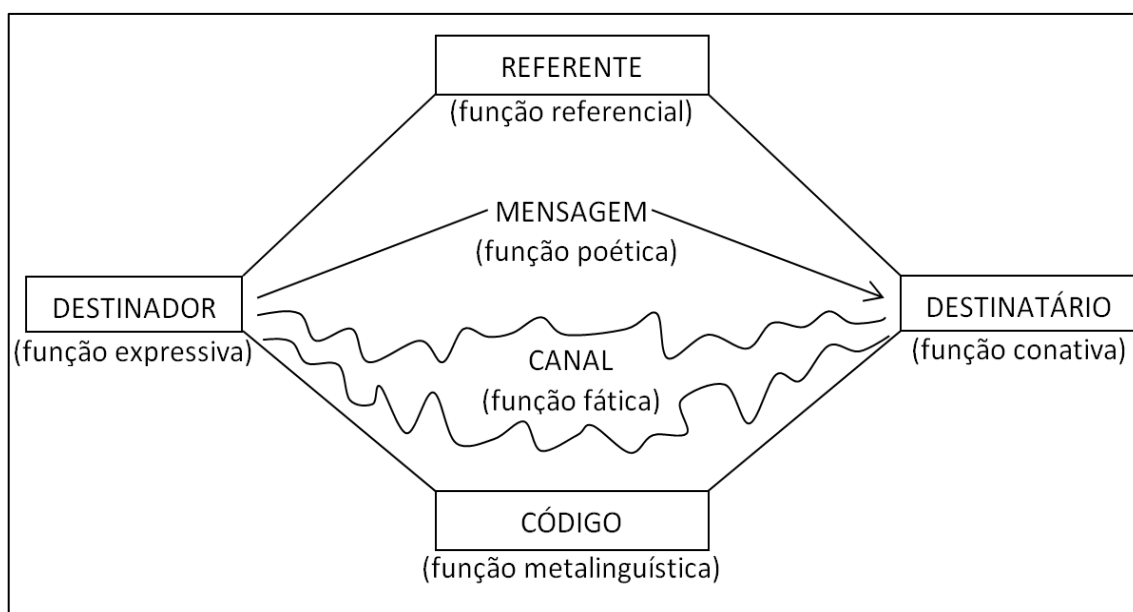 REFERENTE
(função referencial)
MENSAGEM
(função poética)
DESTINADOR
(função expressiva)
DESTINATÁRIO
(função conativa)
CANAL
(função fática)
CÓDIGO
(função metalinguística)